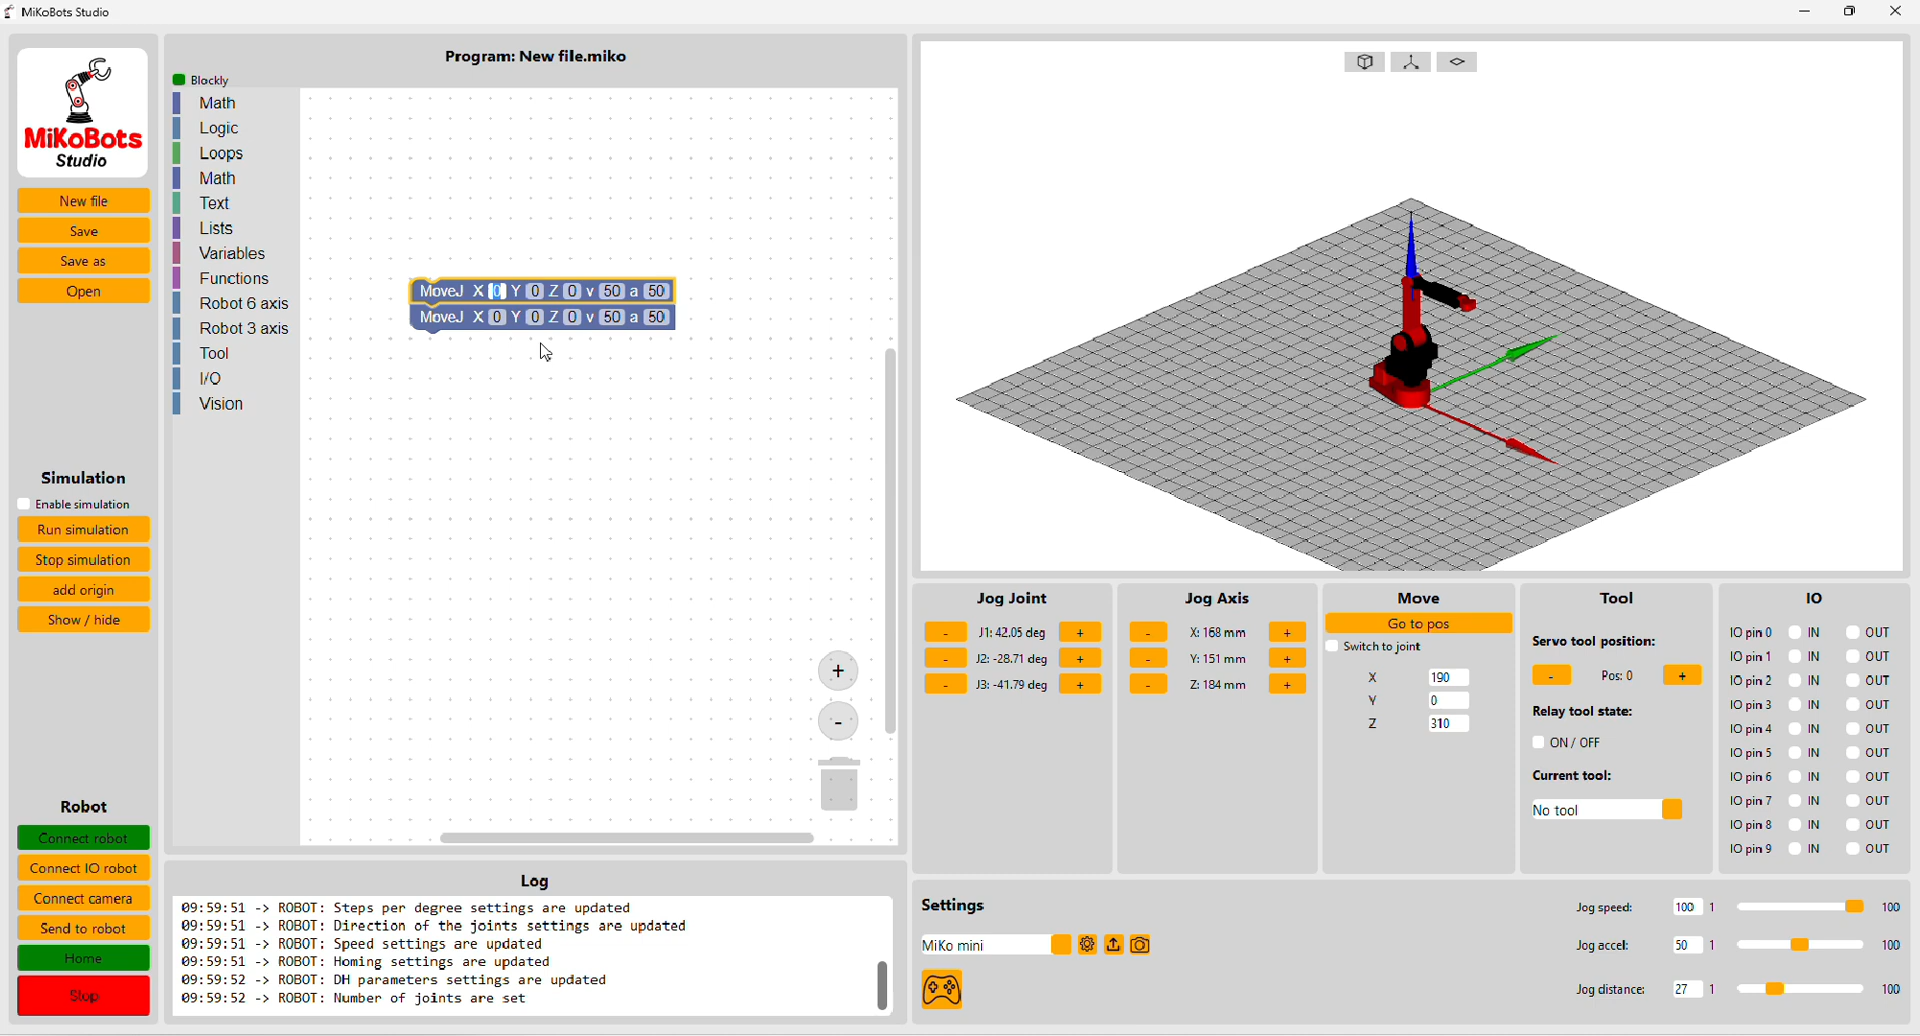 MiKoBots Studio
MiKoBots
Studio
New file
Save
Save as
Open
Simulation
Enable simulation
Run simulation
Stop simulation
add origin
Show / hide
Robot
Connect robot
Connect IO robot
Connect camera
Send to robot
Home
Stop
Program: New file.miko
Blockly
Math
Logic
Loops
Math
Text
Lists
Variables
Functions
Robot 6 axis
Robot 3 axis
Tool
I/O
Vision
MoveJ X 0 Y 0 Z 0 v 50 a 50
MoveJ X 0 Y 0 Z 0 v 50 a 50
+
-
Log
09:59:51 -> ROBOT: Steps per degree settings are updated
09:59:51 -> ROBOT: Direction of the joints settings are updated
09:59:51 -> ROBOT: Speed settings are updated
09:59:51 -> ROBOT: Homing settings are updated
09:59:52 -> ROBOT: DH parameters settings are updated
09:59:52 -> ROBOT: Number of joints are set
Jog Joint
- J1: 42.05 deg +
- J2: -28.71 deg +
- J3: -41.79 deg +
Jog Axis
- X: 168 mm +
- Y: 151 mm +
- Z: 184 mm +
Move
Go to pos
Switch to joint
X 190
Y 0
Z 310
Tool
Servo tool position:
- Pos: 0 +
Relay tool state:
ON / OFF
Current tool:
No tool
IO
IO pin 0 IN OUT
IO pin 1 IN OUT
IO pin 2 IN OUT
IO pin 3 IN OUT
IO pin 4 IN OUT
IO pin 5 IN OUT
IO pin 6 IN OUT
IO pin 7 IN OUT
IO pin 8 IN OUT
IO pin 9 IN OUT
Settings
MiKo mini
Jog speed: 100 1 100
Jog accel: 50 1 100
Jog distance: 27 1 100